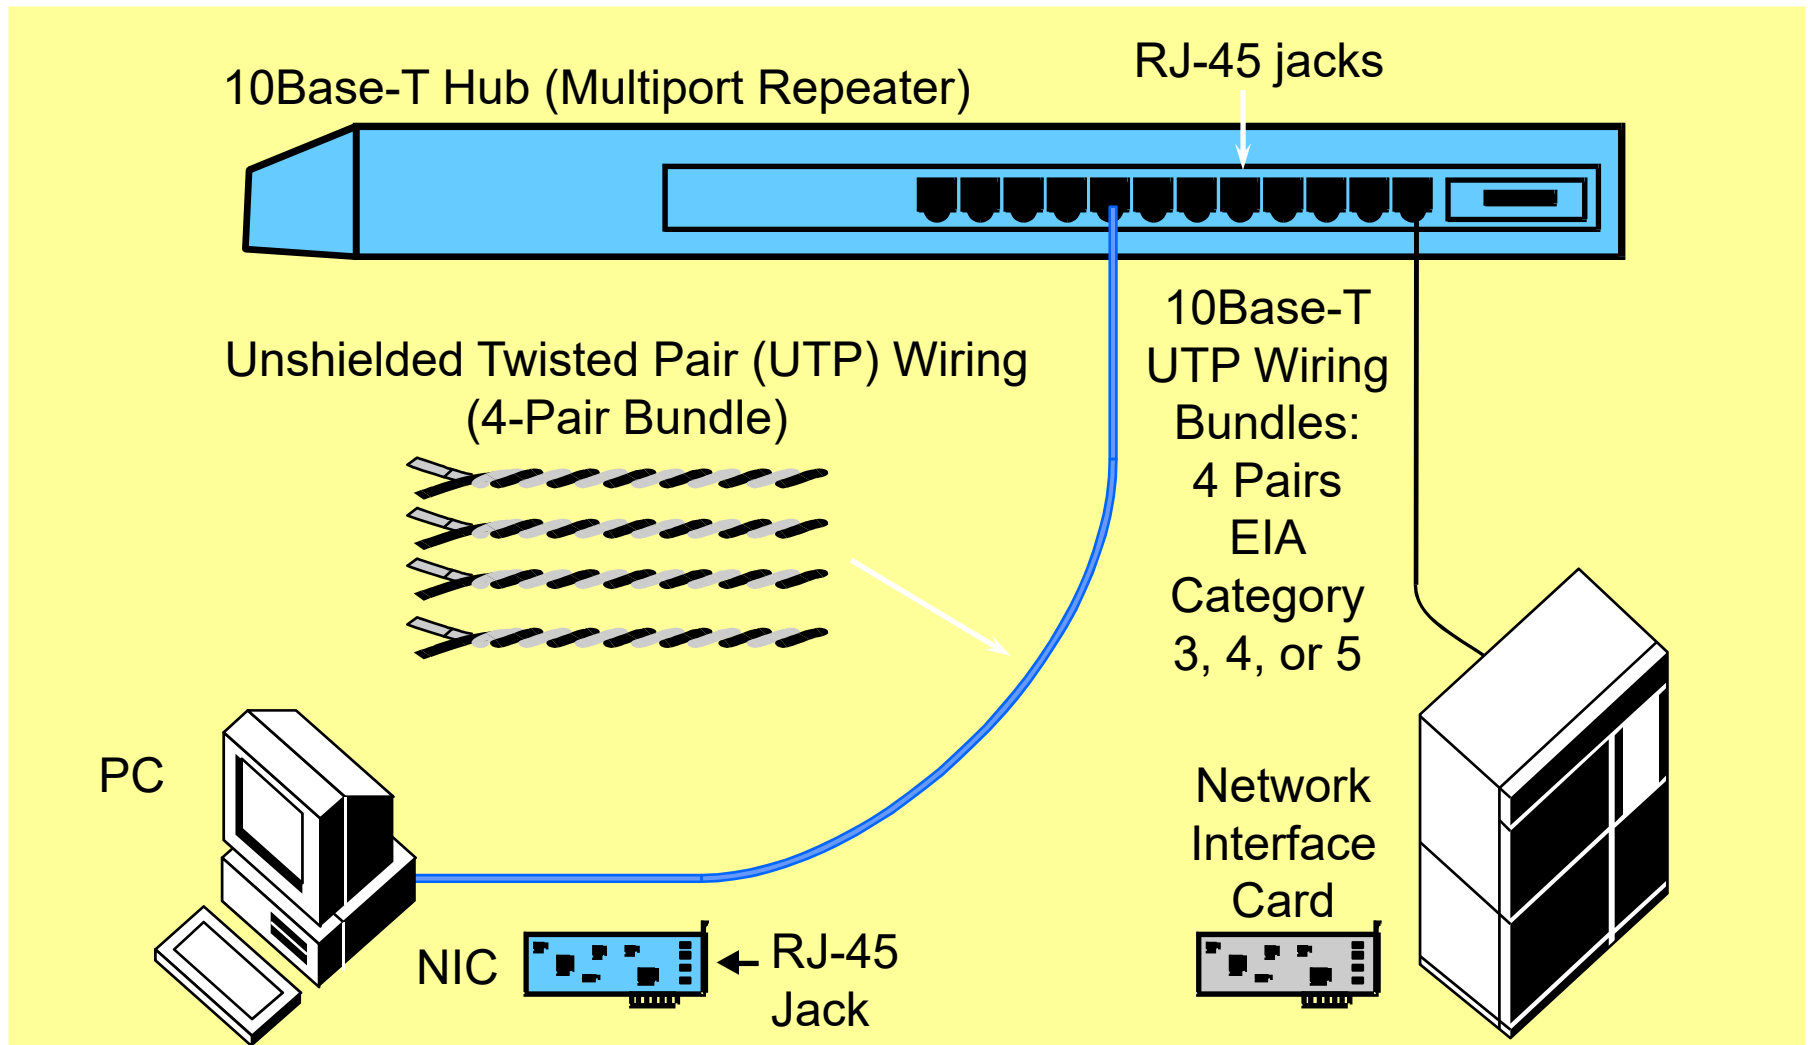 10Base-T Hub (Multiport Repeater)
RJ-45 jacks
Unshielded Twisted Pair (UTP) Wiring
(4-Pair Bundle)
10Base-T
UTP Wiring
Bundles:
4 Pairs
EIA
Category
3, 4, or 5
PC
NIC
RJ-45
Jack
Network
Interface
Card